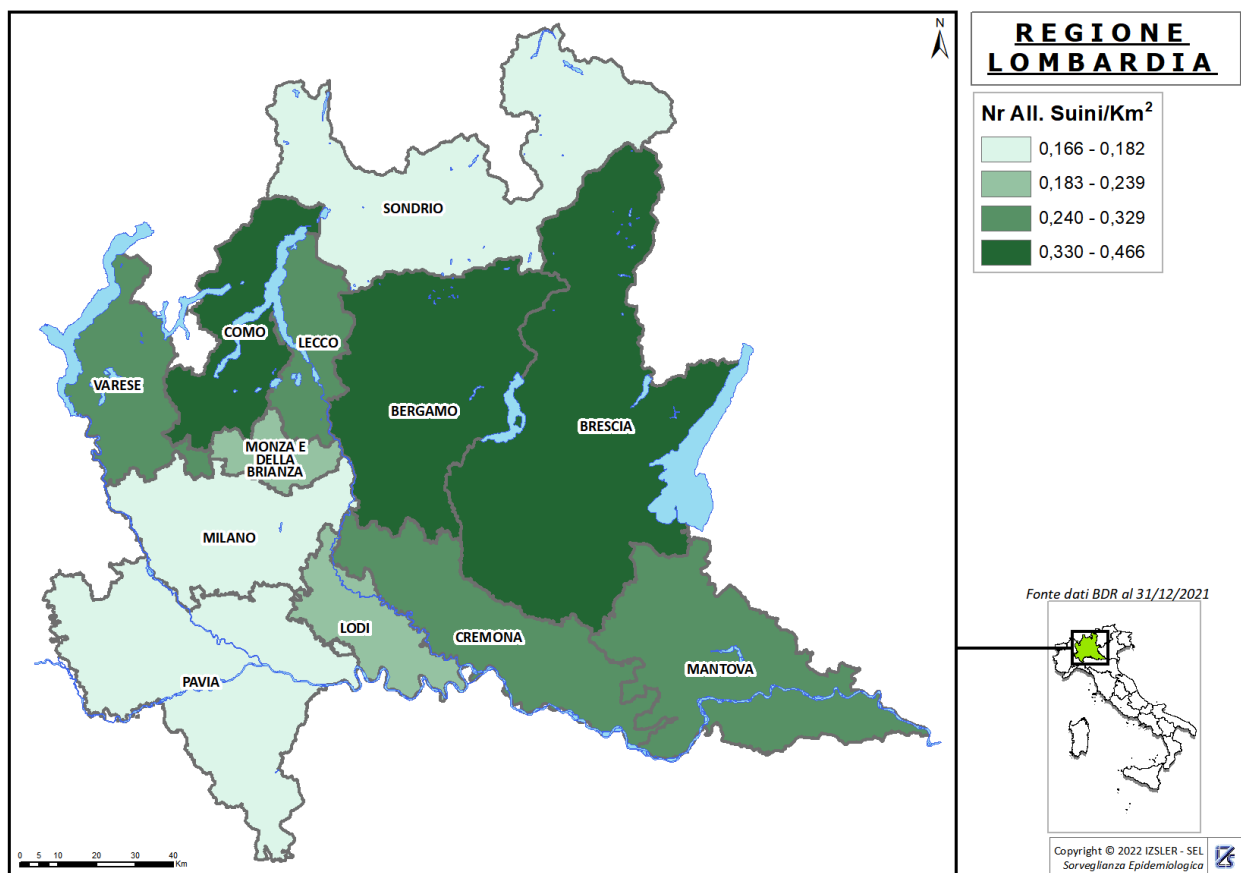 REGIONE
LOMBARDIA
N
Nr All. Suini/Km²
0,166 - 0,182
0,183 - 0,239
0,240 - 0,329
0,330 - 0,466
SONDRIO
COMO
LECCO
VARESE
BERGAMO
BRESCIA
MONZA E
DELLA
BRIANZA
MILANO
LODI
CREMONA
MANTOVA
PAVIA
Fonte dati BDR al 31/12/2021
0 5 10 20 30 40
Km
Copyright © 2022 IZSLER - SEL
Sorveglianza Epidemiologica